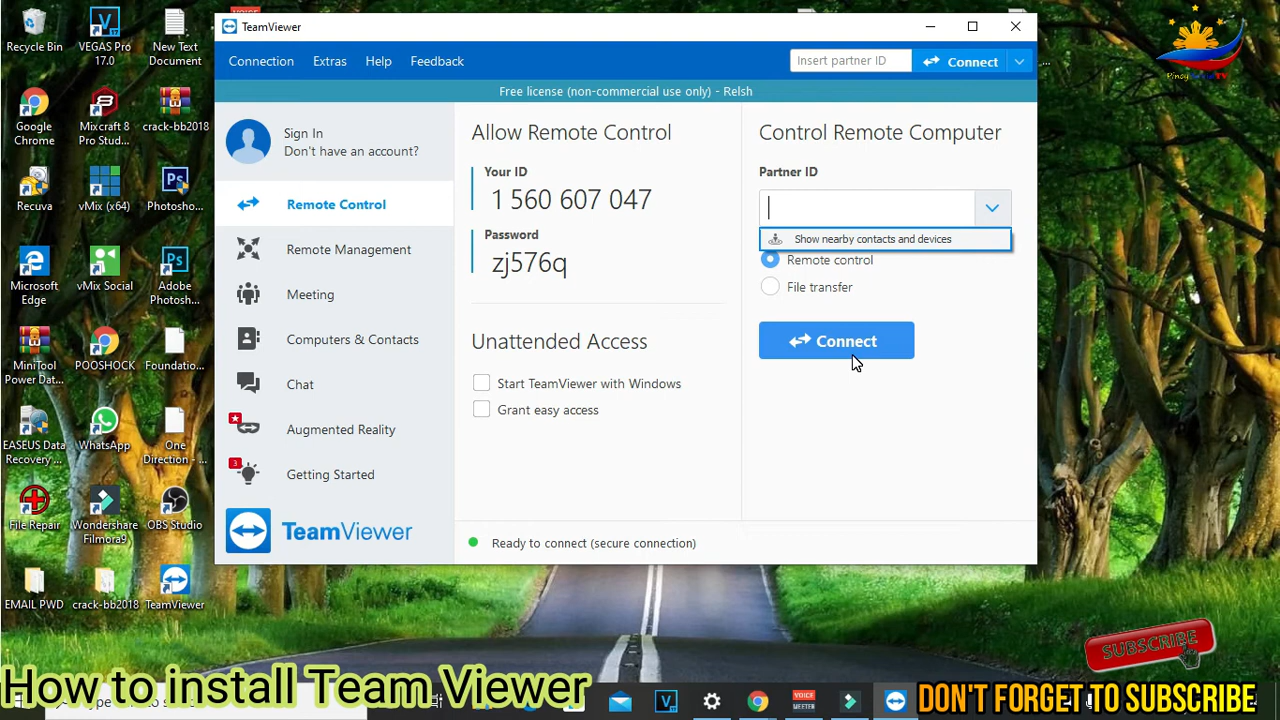 Recycle Bin
VEGAS Pro
17.0
New Text
Document
Google
Chrome
Mixcraft 8
Pro Stud...
crack-bb2018
Recuva
vMix (x64)
Photosho...
Microsoft
Edge
vMix Social
Adobe
Photosh...
MiniTool
Power Dat...
POOSHOCK
Foundatio...
EASEUS Data
Recovery ...
WhatsApp
One
Direction - ...
File Repair
Wondershare
Filmora9
OBS Studio
EMAIL PWD
crack-bb2018
TeamViewer
TeamViewer
Connection
Extras
Help
Feedback
Insert partner ID
Connect
Free license (non-commercial use only) - Relsh
Sign In
Don't have an account?
Remote Control
Remote Management
Meeting
Computers & Contacts
Chat
Augmented Reality
3
Getting Started
TeamViewer
Allow Remote Control
Your ID
1 560 607 047
Password
zj576q
Unattended Access
Start TeamViewer with Windows
Grant easy access
Control Remote Computer
Partner ID
Show nearby contacts and devices
Remote control
File transfer
Connect
Ready to connect (secure connection)
SUBSCRIBE
How to install Team Viewer
VOICE
MEETER
DON'T FORGET TO SUBSCRIBE